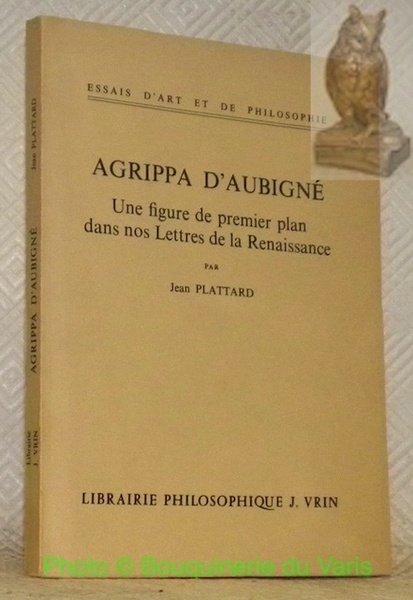 ESSAIS D'ART ET DE PHILOSOPHIE
AGRIPPA D'AUBIGNÉ
Une figure de premier plan
dans nos Lettres de la Renaissance
PAR
Jean PLATTARD
LIBRAIRIE PHILOSOPHIQUE J. VRIN
Jean PLATTARD
AGRIPPA D'AUBIGNÉ
Librairie
J. VRIN
Photo © Bouquinerie du Varis